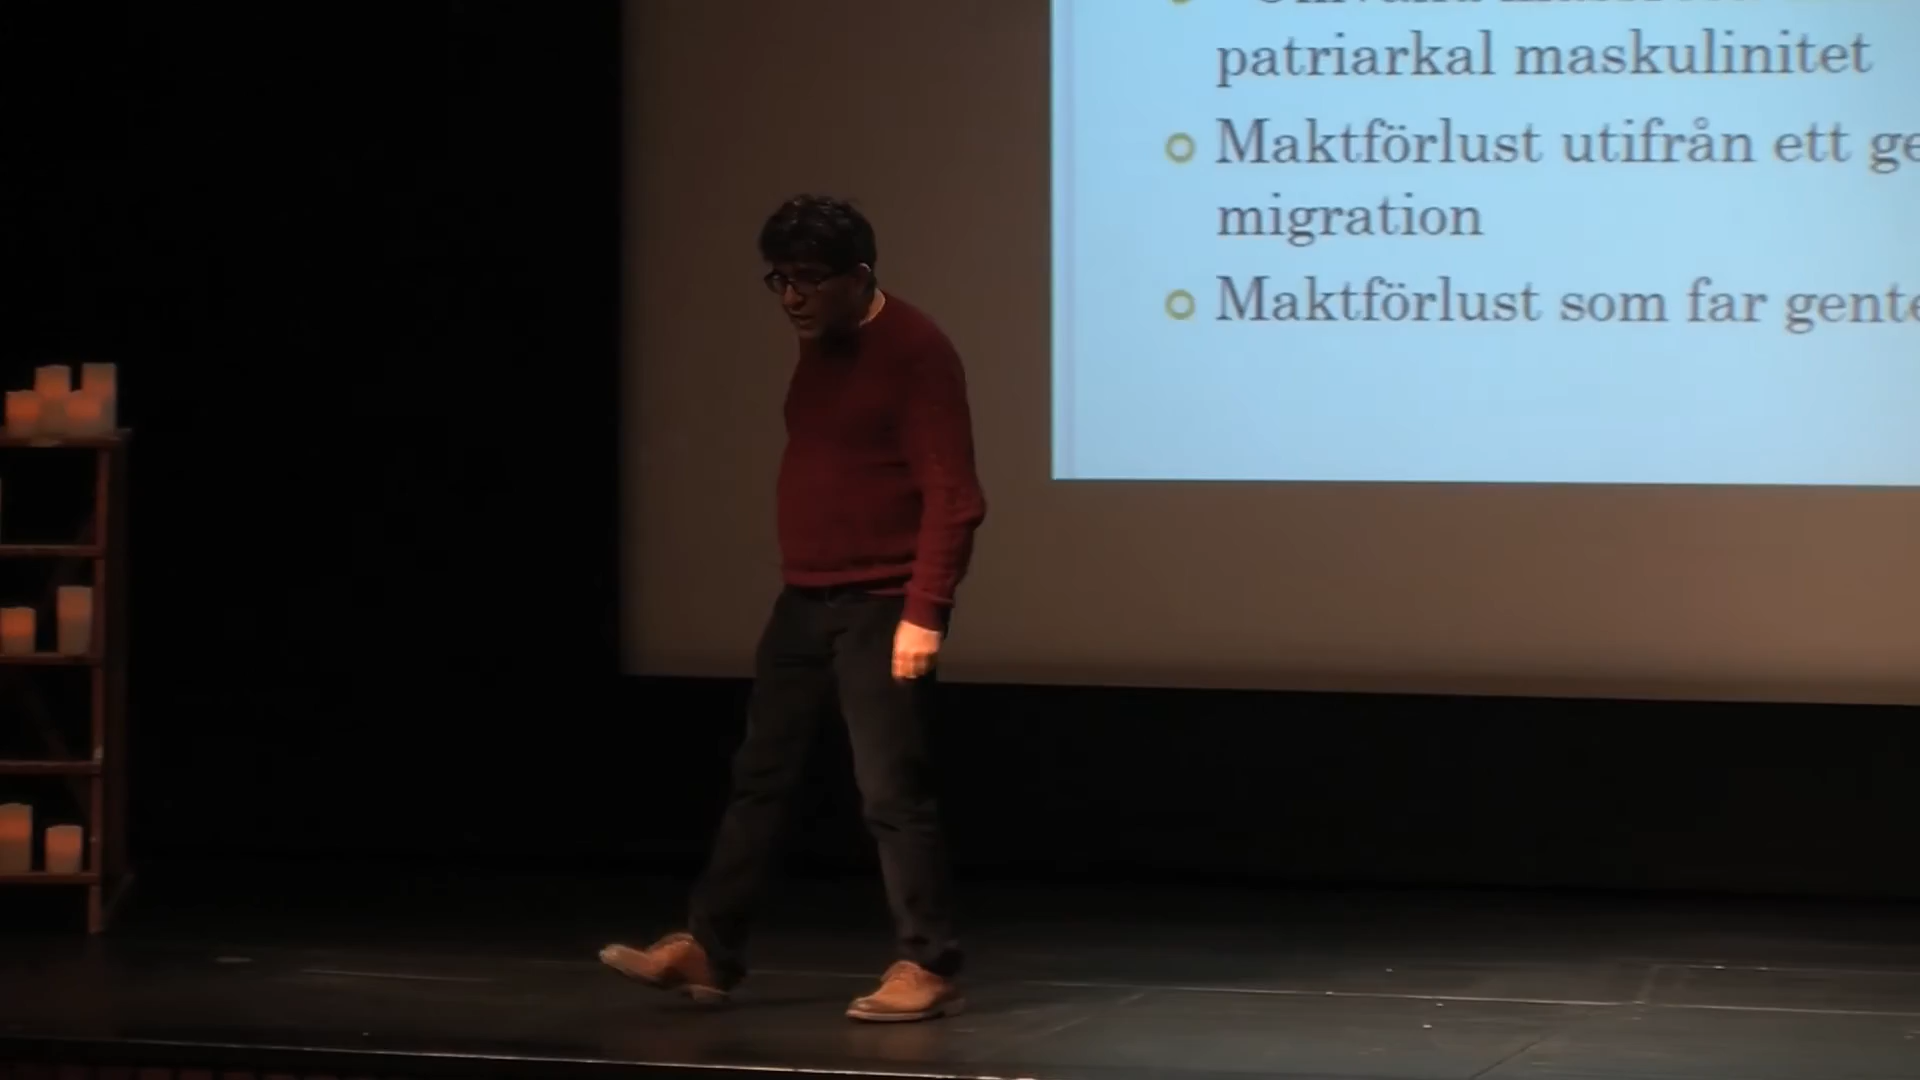 patriarkal maskulinitet
Maktförlust utifrån ett
migration
Maktförlust som far